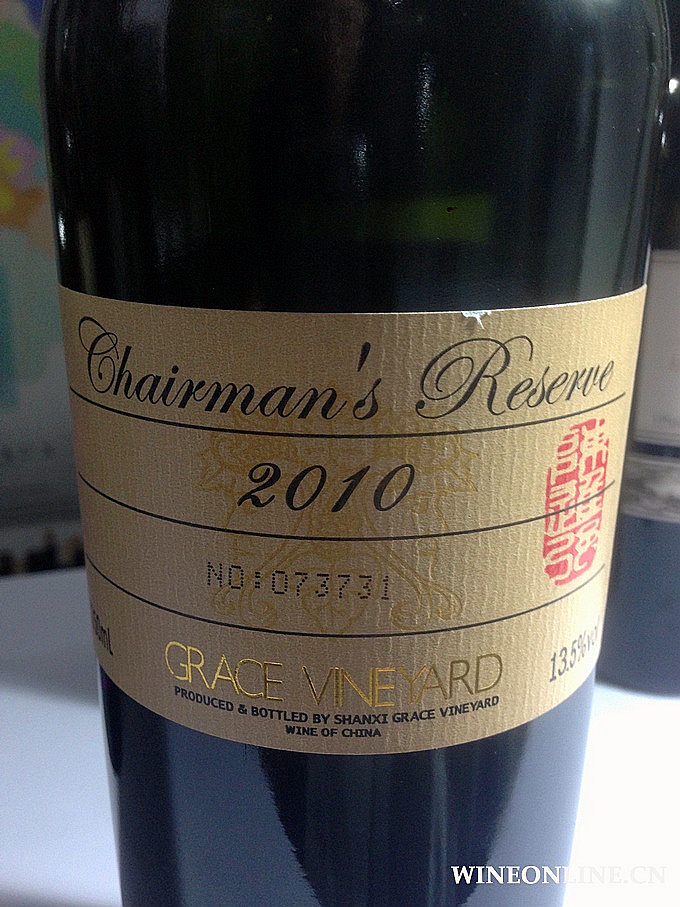 Chairman's Reserve
2010
NO:073731
13.5%vol
GRACE VINEYARD
PRODUCED & BOTTLED BY SHANXI GRACE VINEYARD
WINE OF CHINA
WINEONLINE.CN